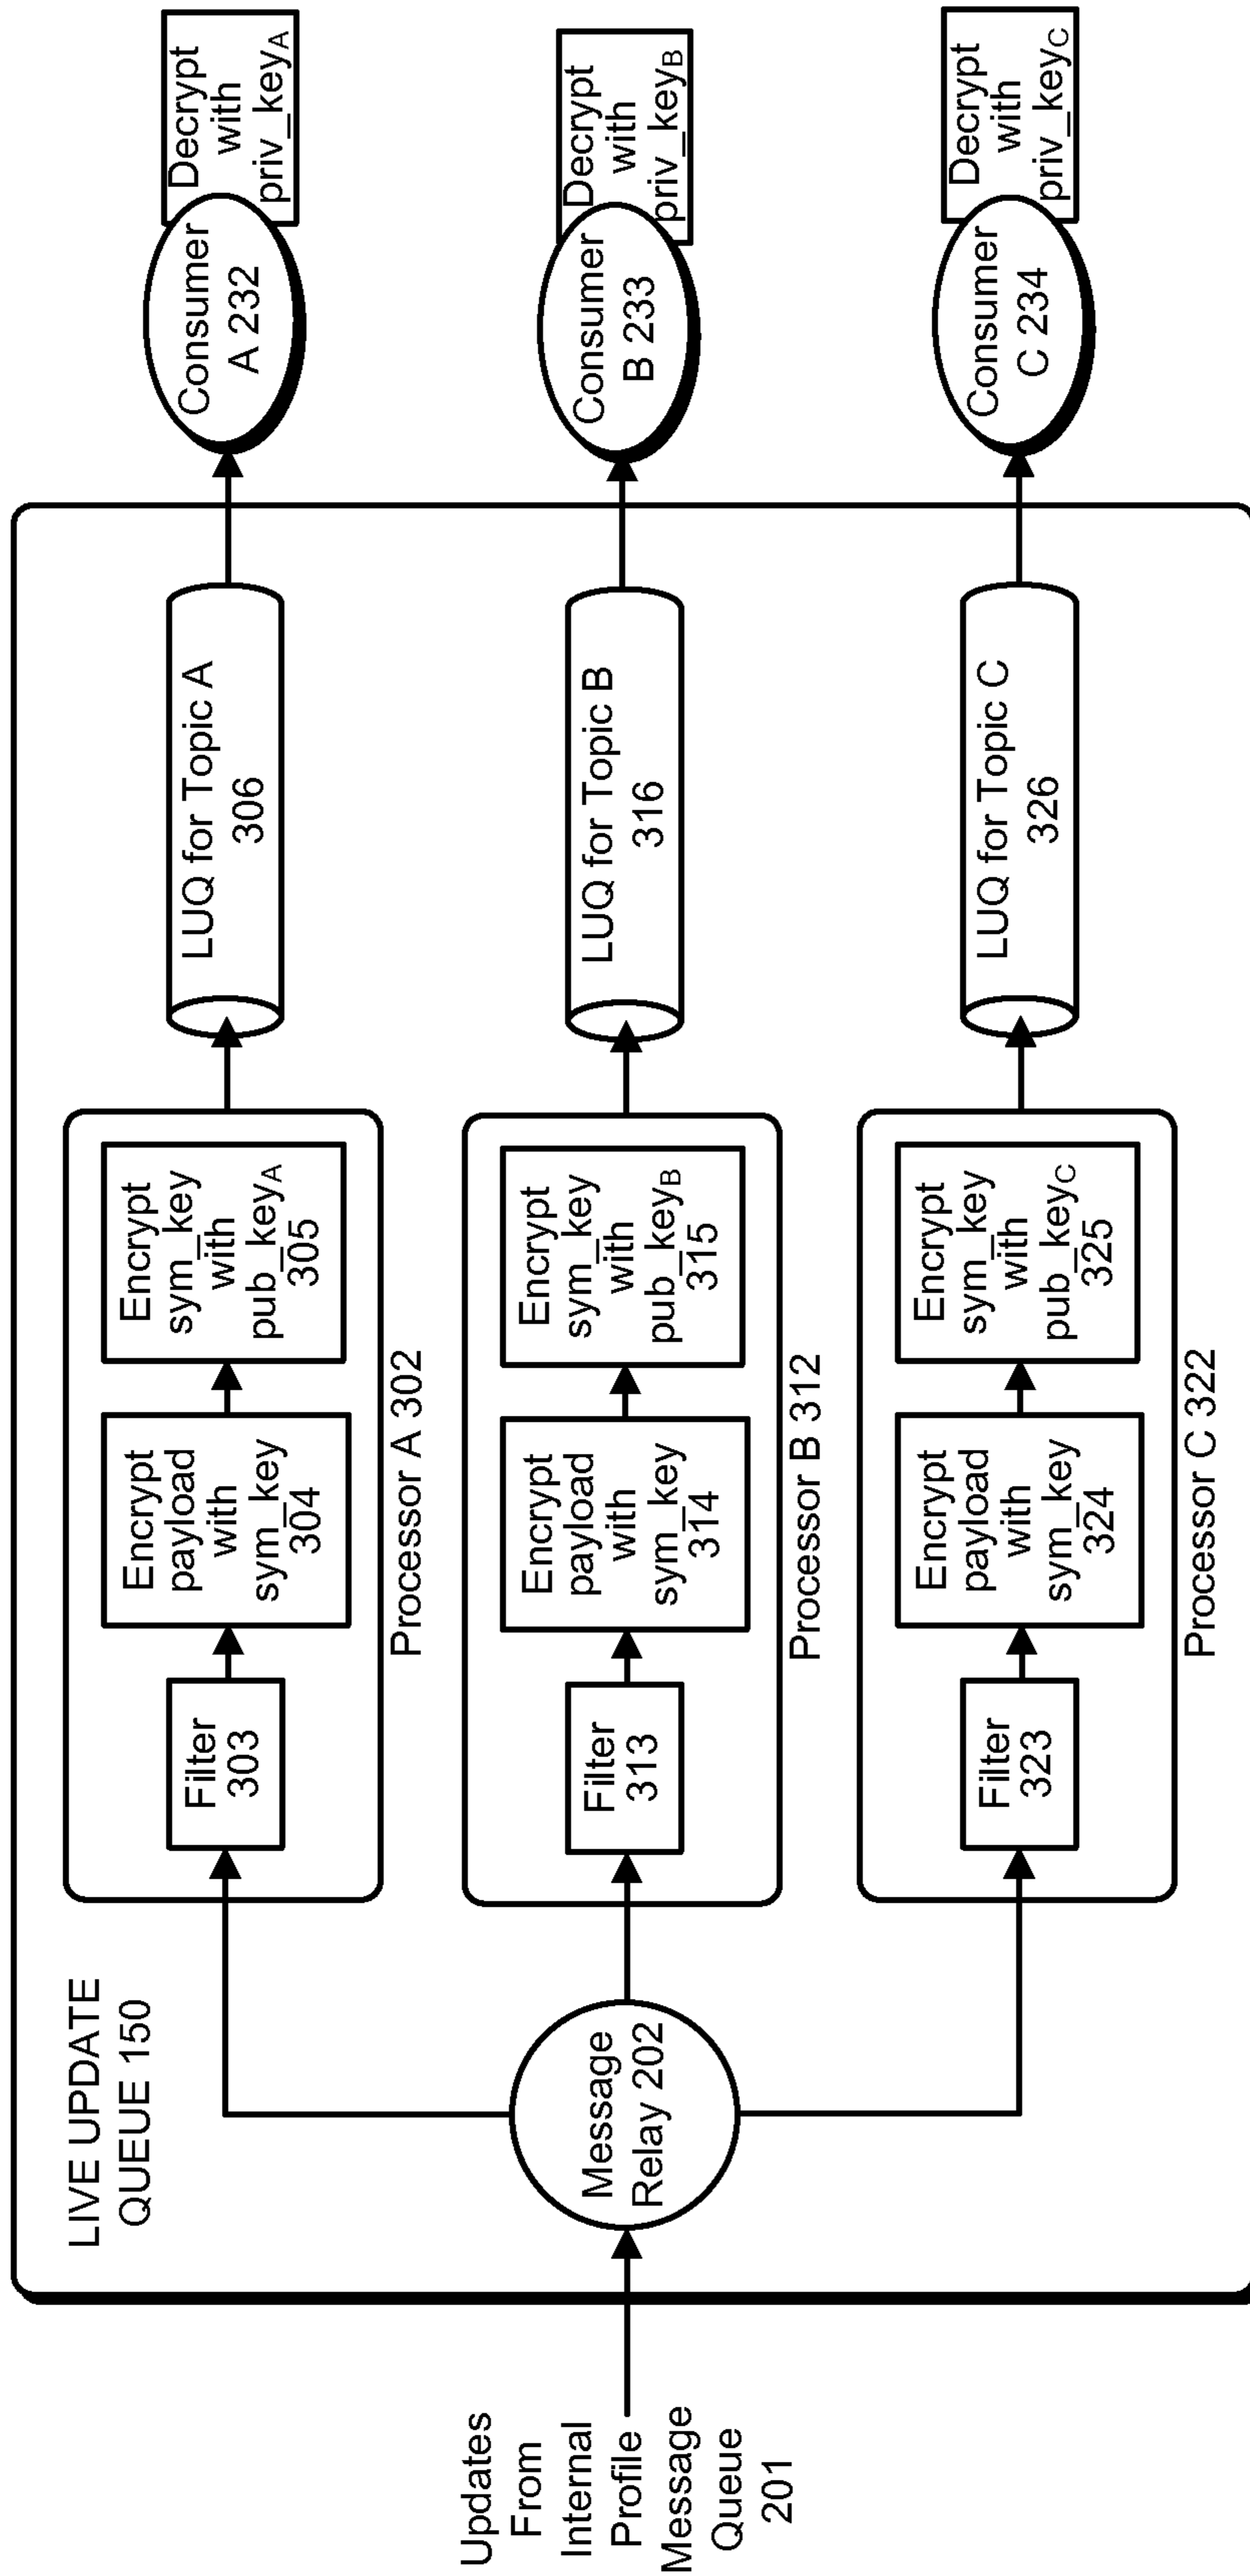 LIVE UPDATE
QUEUE 150
Updates
From
Internal
Profile
Message
Queue
201
Message
Relay 202
Filter
303
Encrypt
payload
with
sym_key
304
Encrypt
sym_key
with
pub_keyA
305
Processor A 302
LUQ for Topic A
306
Consumer
A 232
Decrypt
with
priv_keyA
Filter
313
Encrypt
payload
with
sym_key
314
Encrypt
sym_key
with
pub_keyB
315
Processor B 312
LUQ for Topic B
316
Consumer
B 233
Decrypt
with
priv_keyB
Filter
323
Encrypt
payload
with
sym_key
324
Encrypt
sym_key
with
pub_keyC
325
Processor C 322
LUQ for Topic C
326
Consumer
C 234
Decrypt
with
priv_keyC